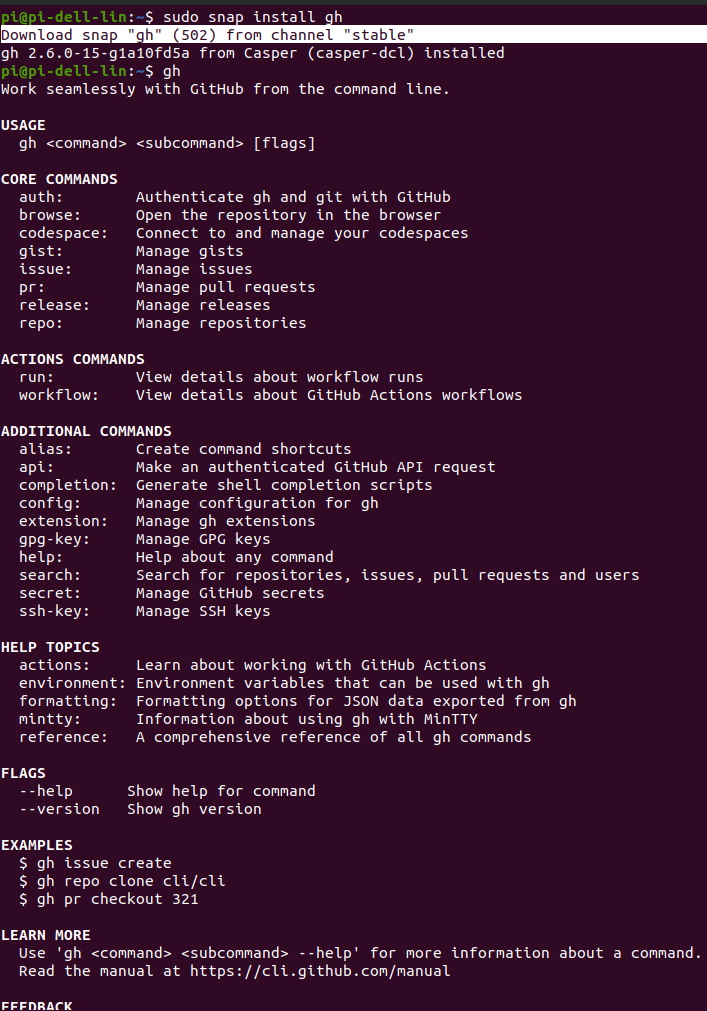 pi@pi-dell-lin:~$ sudo snap install gh
Download snap "gh" (502) from channel "stable"
gh 2.6.0-15-g1a10fd5a from Casper (casper-dcl) installed
pi@pi-dell-lin:~$ gh
Work seamlessly with GitHub from the command line.

USAGE
  gh <command> <subcommand> [flags]

CORE COMMANDS
  auth:        Authenticate gh and git with GitHub
  browse:      Open the repository in the browser
  codespace:   Connect to and manage your codespaces
  gist:        Manage gists
  issue:       Manage issues
  pr:          Manage pull requests
  release:     Manage releases
  repo:        Manage repositories

ACTIONS COMMANDS
  run:         View details about workflow runs
  workflow:    View details about GitHub Actions workflows

ADDITIONAL COMMANDS
  alias:       Create command shortcuts
  api:         Make an authenticated GitHub API request
  completion:  Generate shell completion scripts
  config:      Manage configuration for gh
  extension:   Manage gh extensions
  gpg-key:     Manage GPG keys
  help:        Help about any command
  search:      Search for repositories, issues, pull requests and users
  secret:      Manage GitHub secrets
  ssh-key:     Manage SSH keys

HELP TOPICS
  actions:     Learn about working with GitHub Actions
  environment: Environment variables that can be used with gh
  formatting:  Formatting options for JSON data exported from gh
  mintty:      Information about using gh with MinTTY
  reference:   A comprehensive reference of all gh commands

FLAGS
  --help      Show help for command
  --version   Show gh version

EXAMPLES
  $ gh issue create
  $ gh repo clone cli/cli
  $ gh pr checkout 321

LEARN MORE
  Use 'gh <command> <subcommand> --help' for more information about a command.
  Read the manual at https://cli.github.com/manual

FEEDBACK